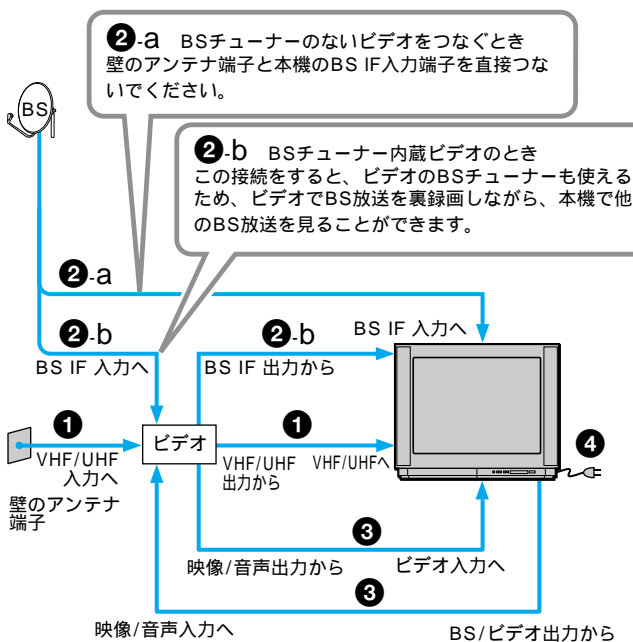 ❷-a BSチューナーのないビデオをつなぐとき
壁のアンテナ端子と本機のBS IF入力端子を直接つな
いでください。
BS
❷-b BSチューナー内蔵ビデオのとき
この接続をすると、ビデオのBSチューナーも使える
ため、ビデオでBS放送を裏録画しながら、本機で他
のBS放送を見ることができます。
❷-a
❷-b
BS IF 入力へ
❷-b
BS IF 出力から
BS IF 入力へ
❶
VHF/UHF
入力へ
壁のアンテナ
端子
ビデオ
❶
VHF/UHF
出力から
VHF/UHFへ
❹
❸
映像/音声出力から
ビデオ入力へ
❸
映像/音声入力へ
BS/ビデオ出力から